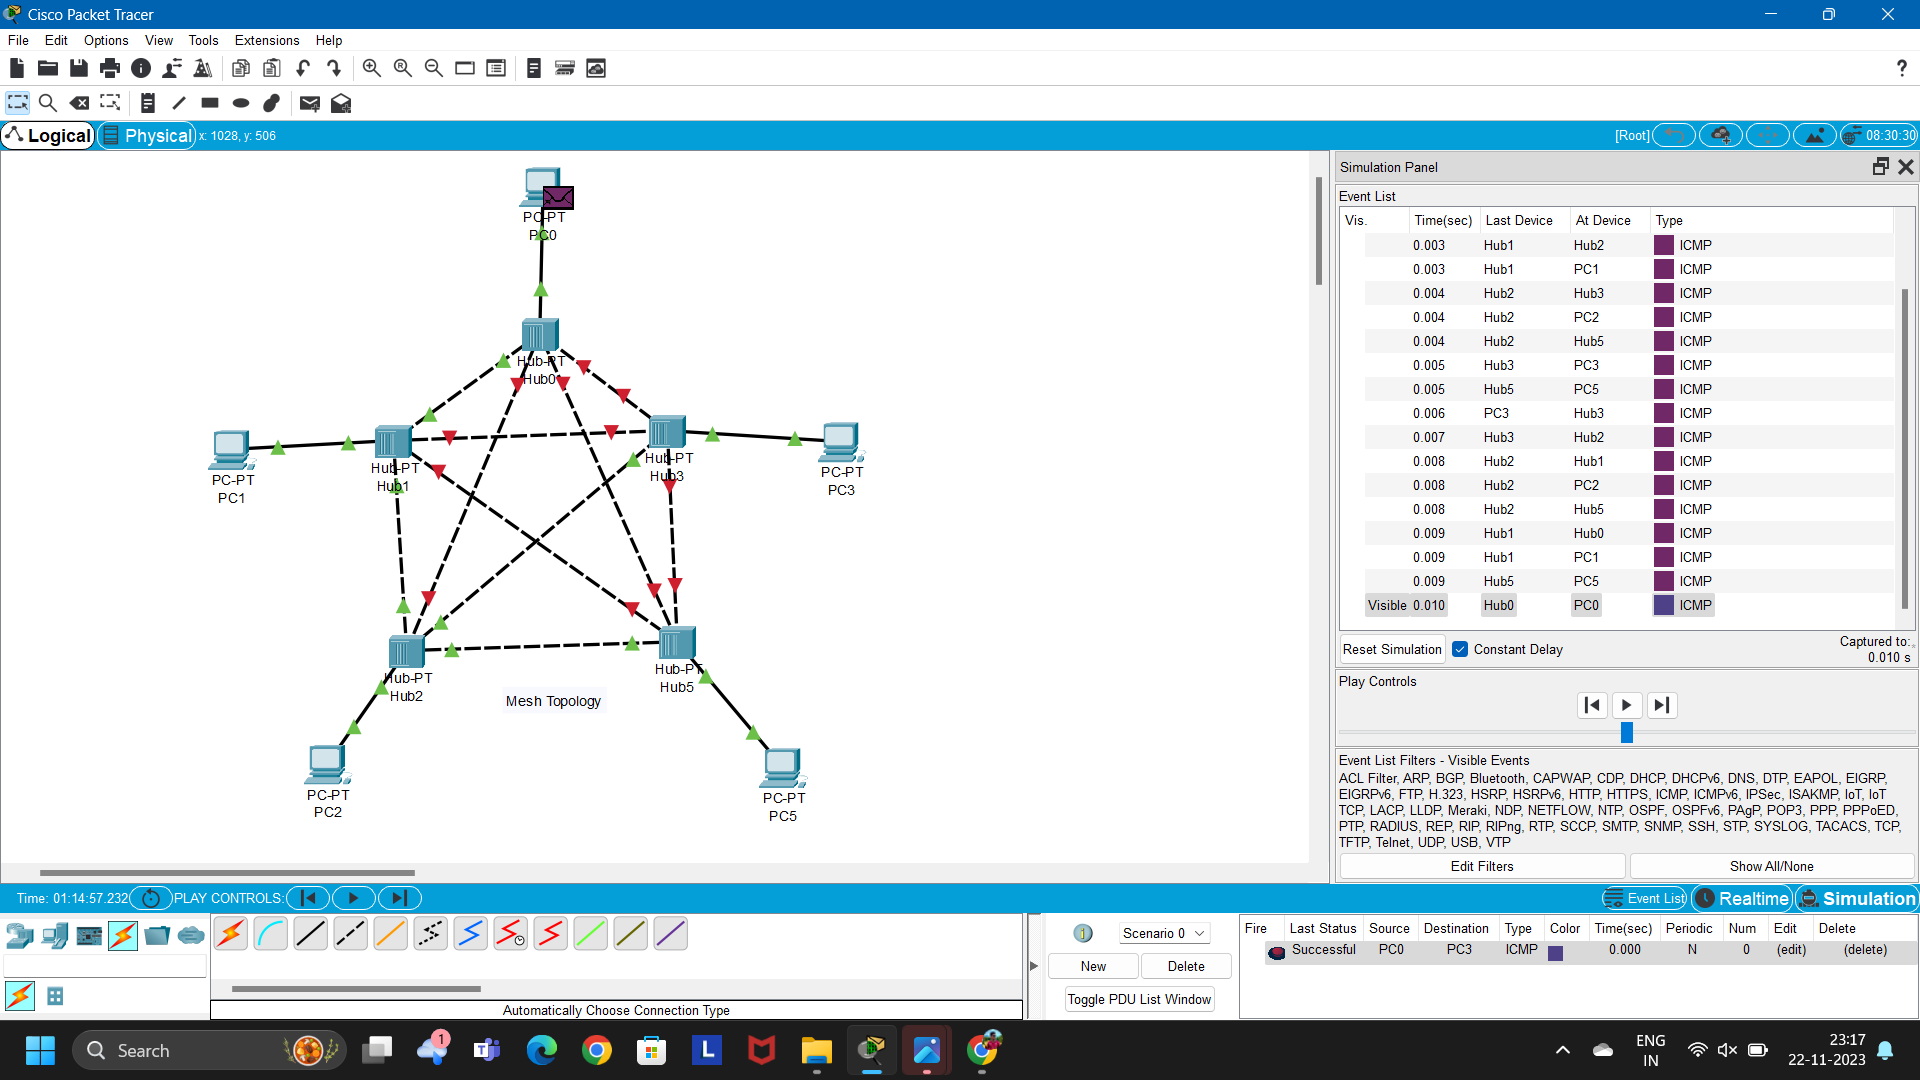 Cisco Packet Tracer
File Edit Options View Tools Extensions Help
?
Logical Physical x: 1028, y: 506 [Root] 08:30:30
PC-PT
PC0
Hub-PT
Hub0
PC-PT
PC1
Hub-PT
Hub1
Hub-PT
Hub3
PC-PT
PC3
Hub-PT
Hub2
Hub-PT
Hub5
Mesh Topology
PC-PT
PC2
PC-PT
PC5
Simulation Panel
Event List
Vis. Time(sec) Last Device At Device Type
0.003 Hub1 Hub2 ICMP
0.003 Hub1 PC1 ICMP
0.004 Hub2 Hub3 ICMP
0.004 Hub2 PC2 ICMP
0.004 Hub2 Hub5 ICMP
0.005 Hub3 PC3 ICMP
0.005 Hub5 PC5 ICMP
0.006 PC3 Hub3 ICMP
0.007 Hub3 Hub2 ICMP
0.008 Hub2 Hub1 ICMP
0.008 Hub2 PC2 ICMP
0.008 Hub2 Hub5 ICMP
0.009 Hub1 Hub0 ICMP
0.009 Hub1 PC1 ICMP
0.009 Hub5 PC5 ICMP
Visible 0.010 Hub0 PC0 ICMP
Reset Simulation Constant Delay Captured to:
0.010 s
Play Controls
Event List Filters - Visible Events
ACL Filter, ARP, BGP, Bluetooth, CAPWAP, CDP, DHCP, DHCPv6, DNS, DTP, EAPOL, EIGRP,
EIGRPv6, FTP, H.323, HSRP, HSRPv6, HTTP, HTTPS, ICMP, ICMPv6, IPSec, ISAKMP, IoT, IoT
TCP, LACP, LLDP, Meraki, NDP, NETFLOW, NTP, OSPF, OSPFv6, PAgP, POP3, PPP, PPPoED,
PTP, RADIUS, REP, RIP, RIPng, RTP, SCCP, SMTP, SNMP, SSH, STP, SYSLOG, TACACS, TCP,
TFTP, Telnet, UDP, USB, VTP
Edit Filters Show All/None
Time: 01:14:57.232 PLAY CONTROLS: Event List Realtime Simulation
Automatically Choose Connection Type
Scenario 0
New Delete
Toggle PDU List Window
Fire Last Status Source Destination Type Color Time(sec) Periodic Num Edit Delete
Successful PC0 PC3 ICMP 0.000 N 0 (edit) (delete)
Search
1
L
ENG
IN
23:17
22-11-2023